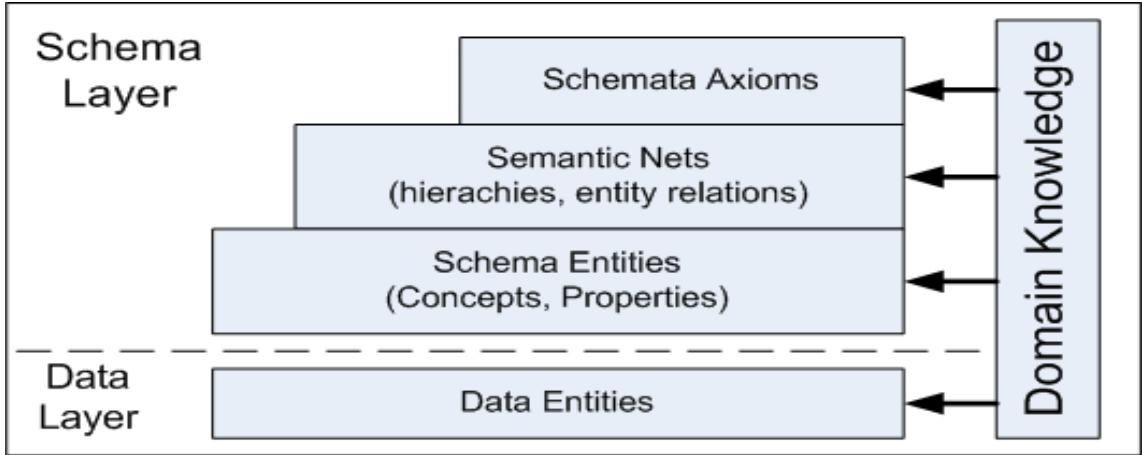 Schema
Layer
Schemata Axioms
Semantic Nets
(hierachies, entity relations)
Schema Entities
(Concepts, Properties)
Data
Layer
Data Entities
Domain Knowledge